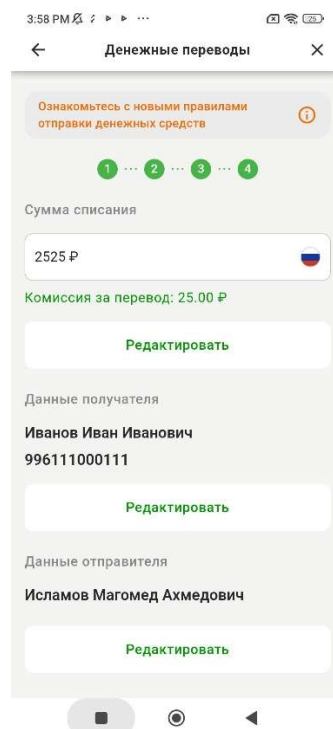 3:58 PM
25
Денежные переводы
Ознакомьтесь с новыми правилами
отправки денежных средств
1 ··· 2 ··· 3 ··· 4
Сумма списания
2525 ₽
Комиссия за перевод: 25.00 ₽
Редактировать
Данные получателя
Иванов Иван Иванович
996111000111
Редактировать
Данные отправителя
Исламов Магомед Ахмедович
Редактировать